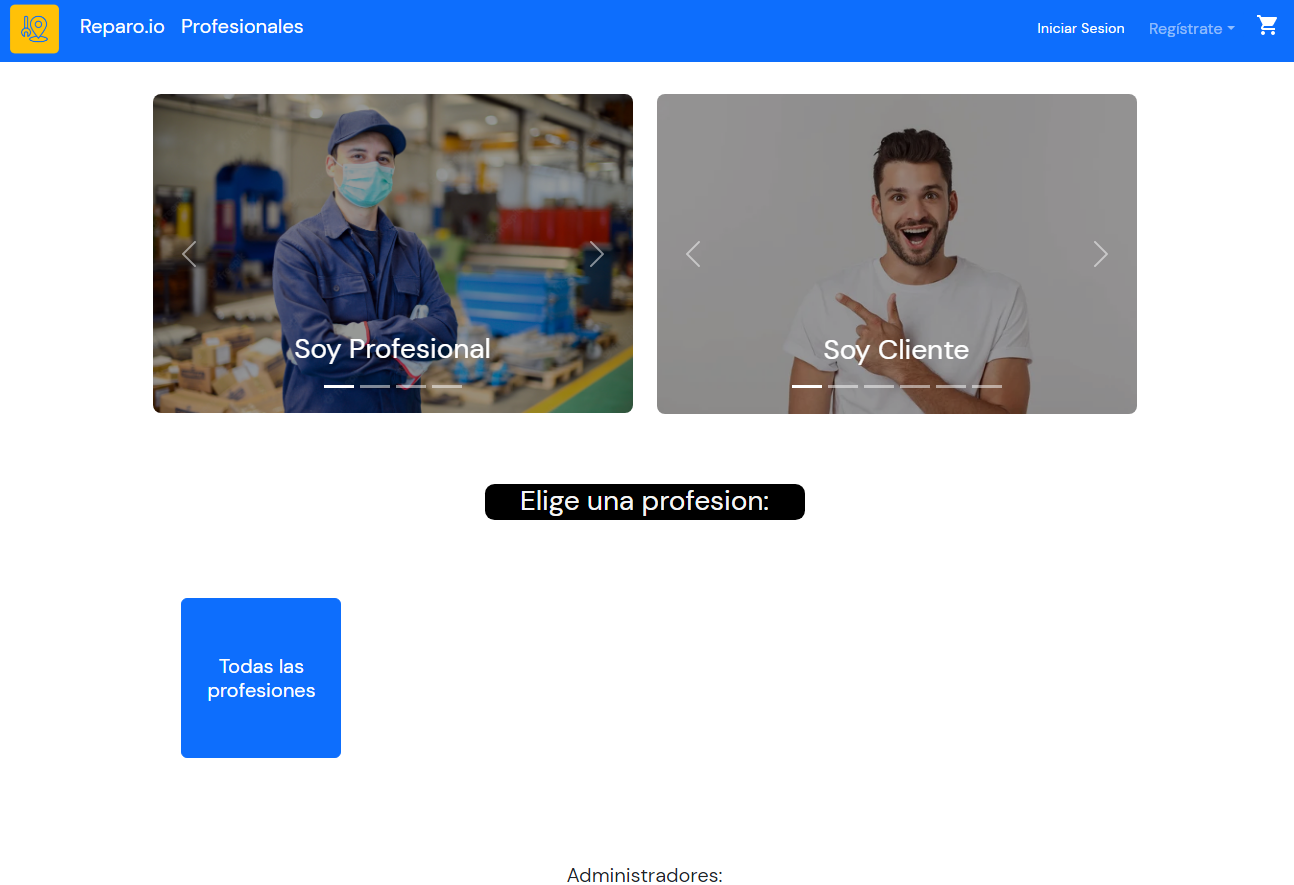 Reparo.io Profesionales Iniciar Sesion Regístrate
Soy Profesional
Soy Cliente
Elige una profesion:
Todas las
profesiones
Administradores: